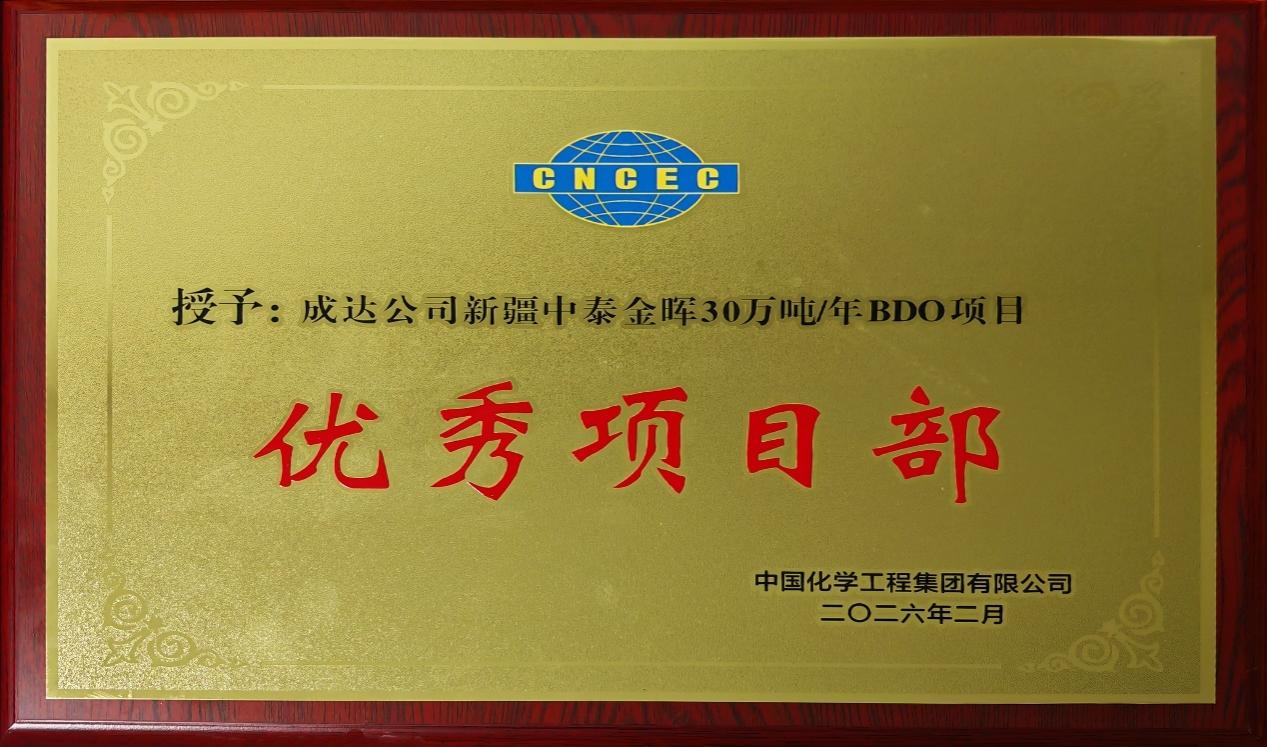 CNCEC
授予：成达公司新疆中泰金晖30万吨/年BDO项目
优秀项目部
中国化学工程集团有限公司
二〇二六年二月